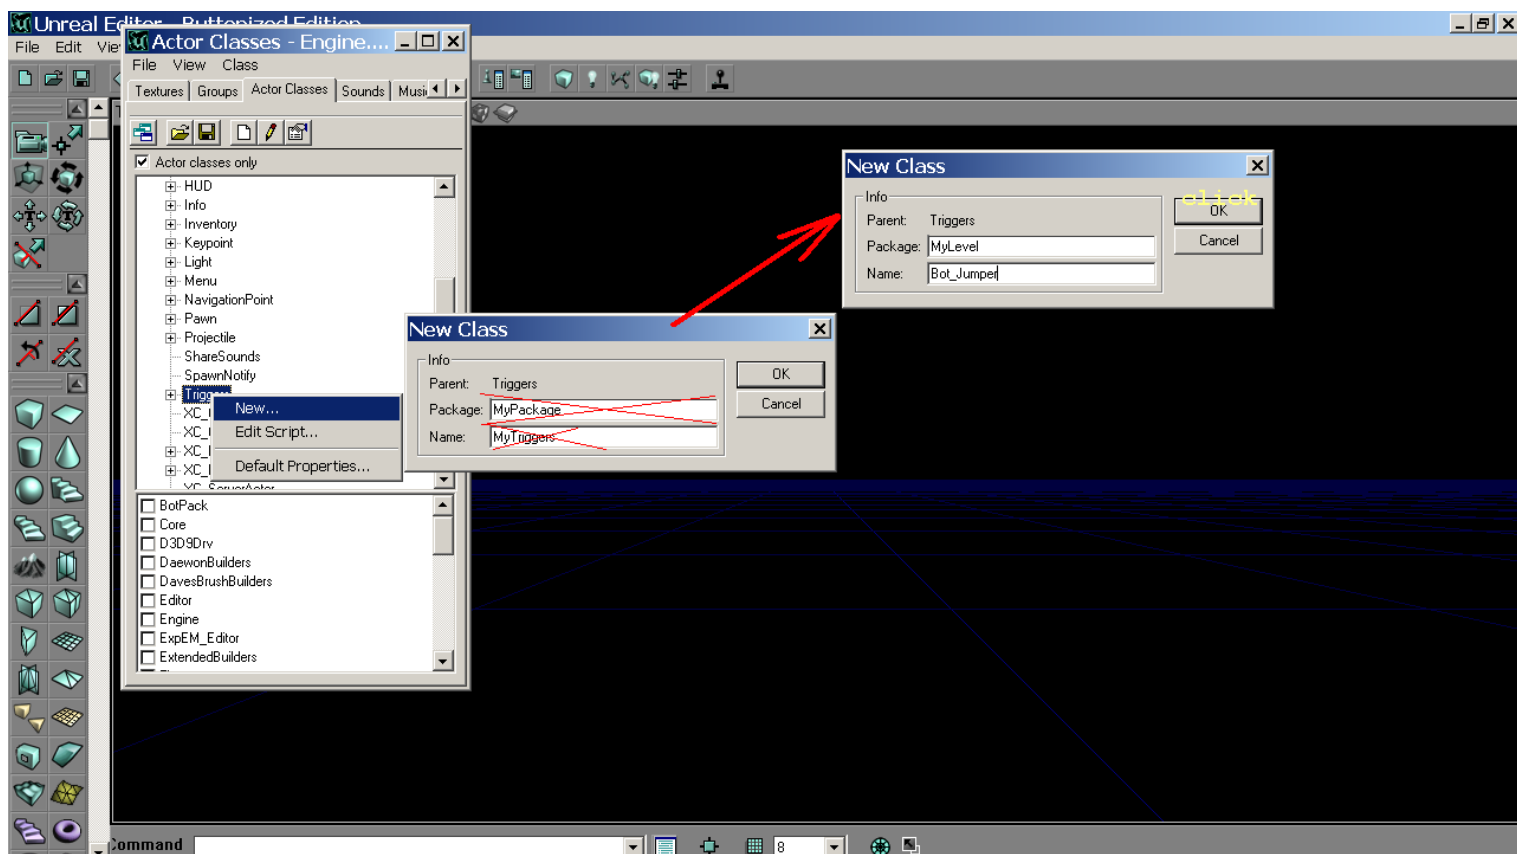 Unreal Editor - Buttonized Edition
File Edit
Actor Classes - Engine....
File View Class
Textures Groups Actor Classes Sounds
Actor classes only
HUD
Info
Inventory
Keypoint
Light
Menu
NavigationPoint
Pawn
Projectile
ShareSounds
SpawnNotify
Triggers
New...
Edit Script...
Default Properties...
BotPack
Core
D3D9Drv
DaewonBuilders
DavesBrushBuilders
Editor
Engine
ExpEM_Editor
ExtendedBuilders
New Class
Info
Parent: Triggers
Package: MyPackage
Name: MyTriggers
OK
Cancel
New Class
Info
Parent: Triggers
Package: MyLevel
Name: Bot_Jumper
click
OK
Cancel
Command
8